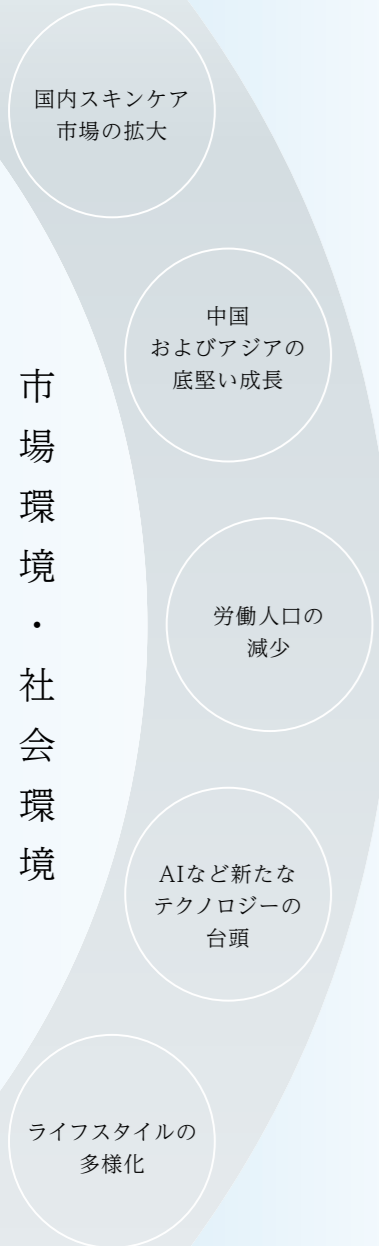 市場環境・社会環境
国内スキンケア
市場の拡大
中国
およびアジアの
底堅い成長
労働人口の
減少
AIなど新たな
テクノロジーの
台頭
ライフスタイルの
多様化